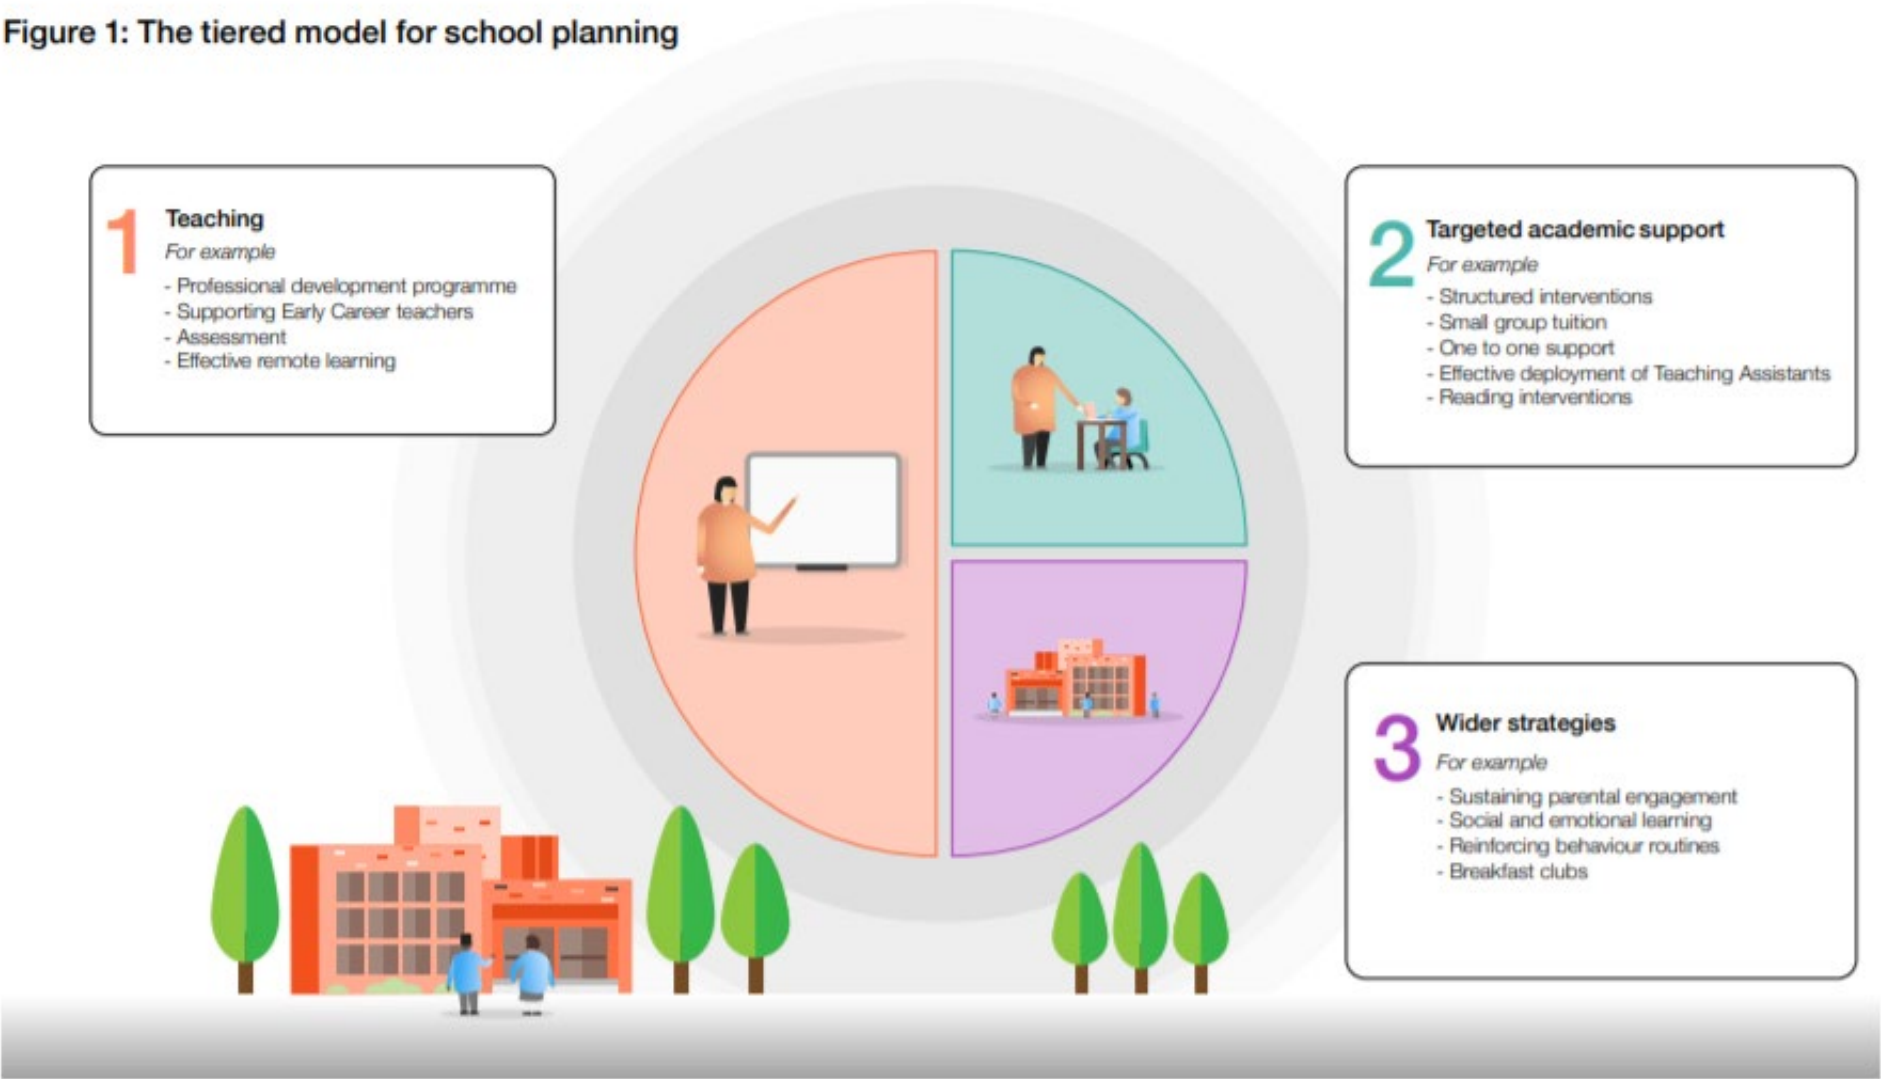 Figure 1: The tiered model for school planning
1
Teaching
For example
- Professional development programme
- Supporting Early Career teachers
- Assessment
- Effective remote learning
2
Targeted academic support
For example
- Structured interventions
- Small group tuition
- One to one support
- Effective deployment of Teaching Assistants
- Reading interventions
3
Wider strategies
For example
- Sustaining parental engagement
- Social and emotional learning
- Reinforcing behaviour routines
- Breakfast clubs